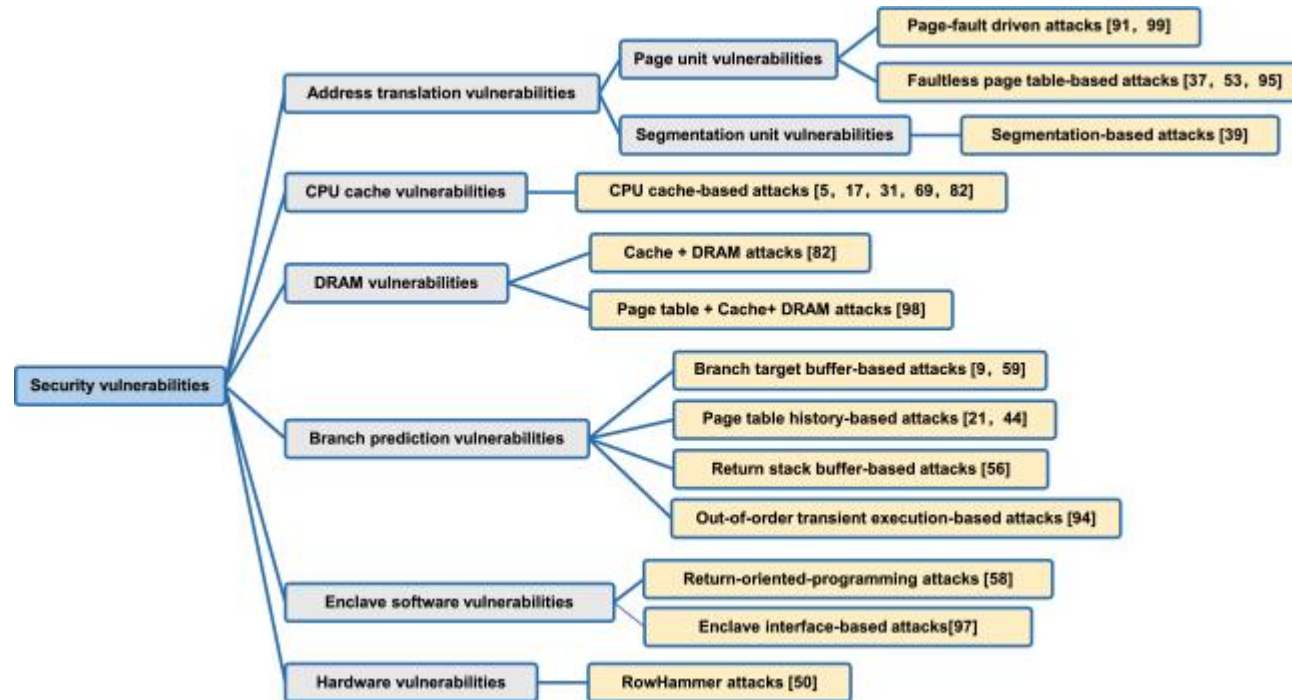 Page-fault driven attacks [91, 99]
Page unit vulnerabilities
Faultless page table-based attacks [37, 53, 95]
Address translation vulnerabilities
Segmentation unit vulnerabilities
Segmentation-based attacks [39]
CPU cache vulnerabilities
CPU cache-based attacks [5, 17, 31, 69, 82]
Cache + DRAM attacks [82]
DRAM vulnerabilities
Page table + Cache+ DRAM attacks [98]
Security vulnerabilities
Branch target buffer-based attacks [9, 59]
Page table history-based attacks [21, 44]
Branch prediction vulnerabilities
Return stack buffer-based attacks [56]
Out-of-order transient execution-based attacks [94]
Return-oriented-programming attacks [58]
Enclave software vulnerabilities
Enclave interface-based attacks[97]
Hardware vulnerabilities
RowHammer attacks [50]